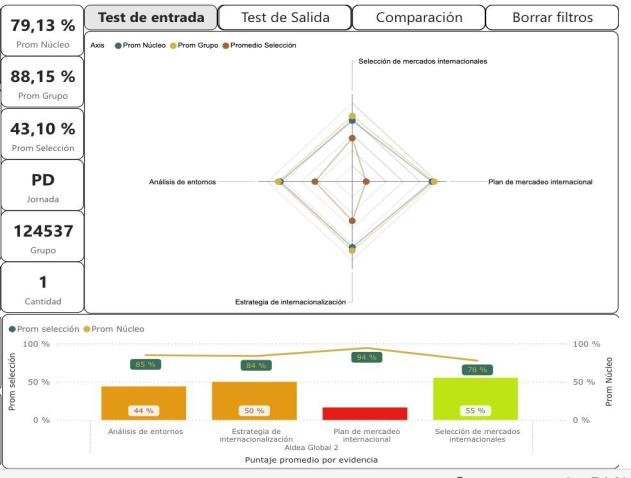 79,13 %
Prom Núcleo
88,15 %
Prom Grupo
43,10 %
Prom Selección
PD
Jornada
124537
Grupo
1
Cantidad
Test de entrada
Test de Salida
Comparación
Borrar filtros
Axis Prom Núcleo Prom Grupo Promedio Selección
Selección de mercados internacionales
Análisis de entornos
Plan de mercadeo internacional
Estrategia de internacionalización
Prom selección Prom Núcleo
Prom selección
100 %
50 %
0 %
85 %
84 %
94 %
78 %
44 %
50 %
55 %
100 %
50 %
0 %
Prom Núcleo
Análisis de entornos
Estrategia de
internacionalización
Plan de mercadeo
internacional
Selección de mercados
internacionales
Aldea Global 2
Puntaje promedio por evidencia